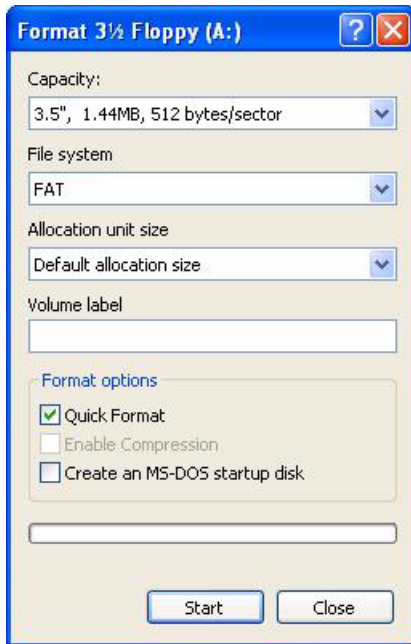 Format 3½ Floppy (A:)
Capacity:
3.5", 1.44MB, 512 bytes/sector
File system
FAT
Allocation unit size
Default allocation size
Volume label
Format options
Quick Format
Enable Compression
Create an MS-DOS startup disk
Start Close